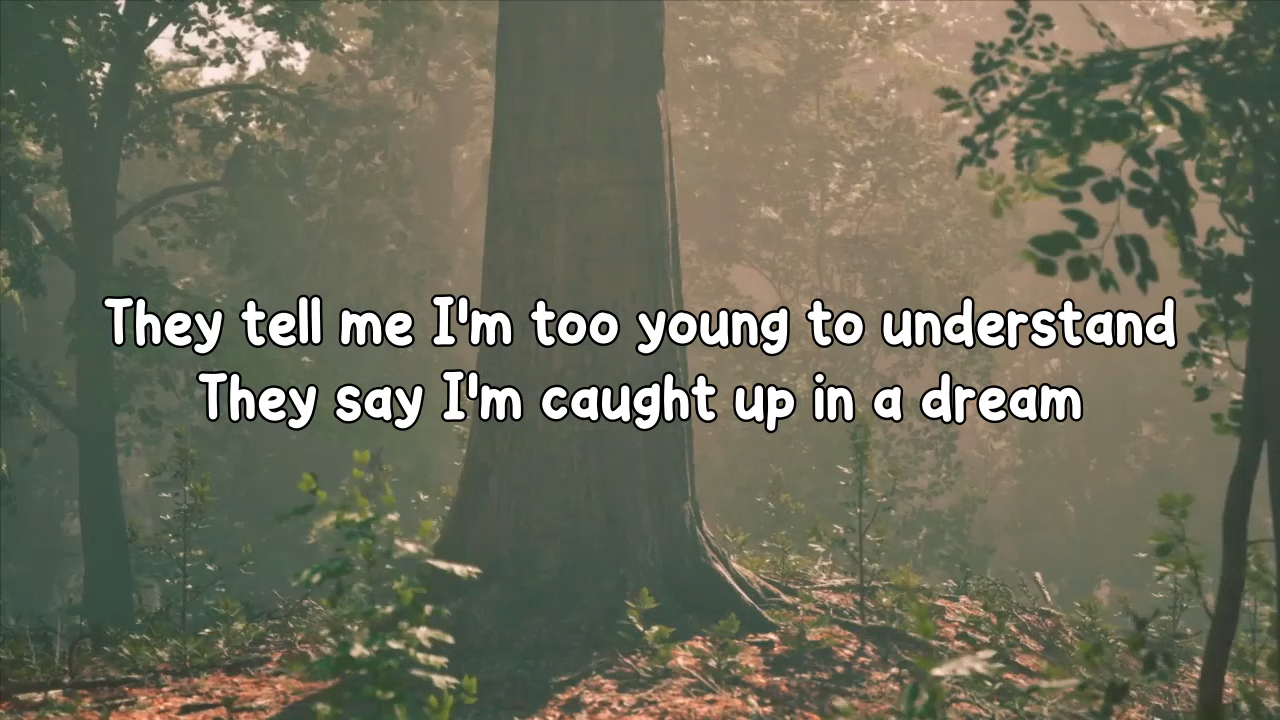 They tell me I'm too young to understand
They say I'm caught up in a dream